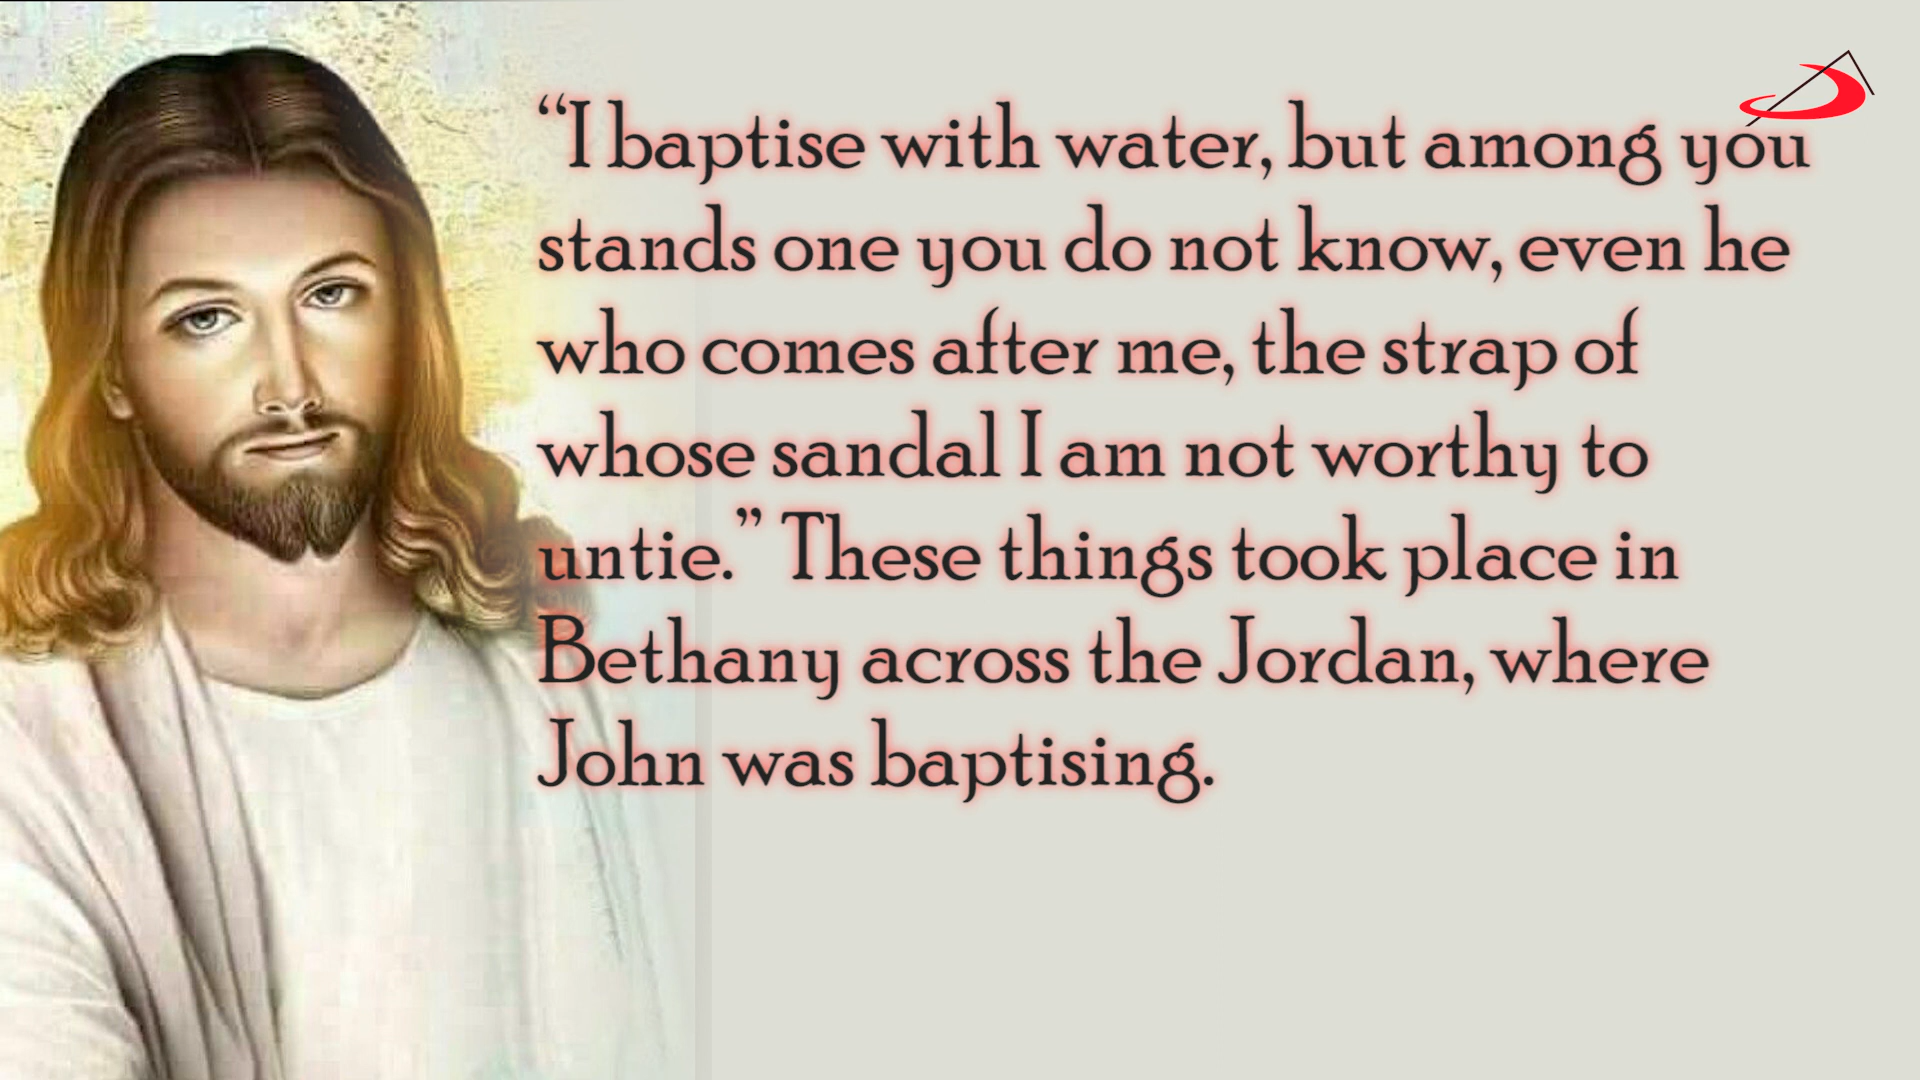 “I baptise with water, but among you
stands one you do not know, even he
who comes after me, the strap of
whose sandal I am not worthy to
untie.” These things took place in
Bethany across the Jordan, where
John was baptising.